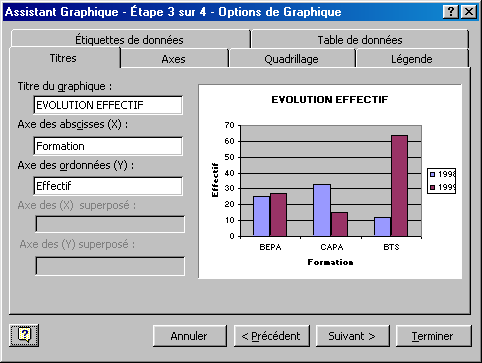 Assistant Graphique - Étape 3 sur 4 - Options de Graphique
Étiquettes de données
Table de données
Titres
Axes
Quadrillage
Légende
Titre du graphique :
EVOLUTION EFFECTIF
Axe des abscisses (X) :
Formation
Axe des ordonnées (Y) :
Effectif
Axe des (X) superposé :
Axe des (Y) superposé :
EVOLUTION EFFECTIF
70
60
50
40
30
20
10
0
Effectif
BEPA
CAPA
BTS
Formation
1998
1999
Annuler
< Précédent
Suivant >
Terminer